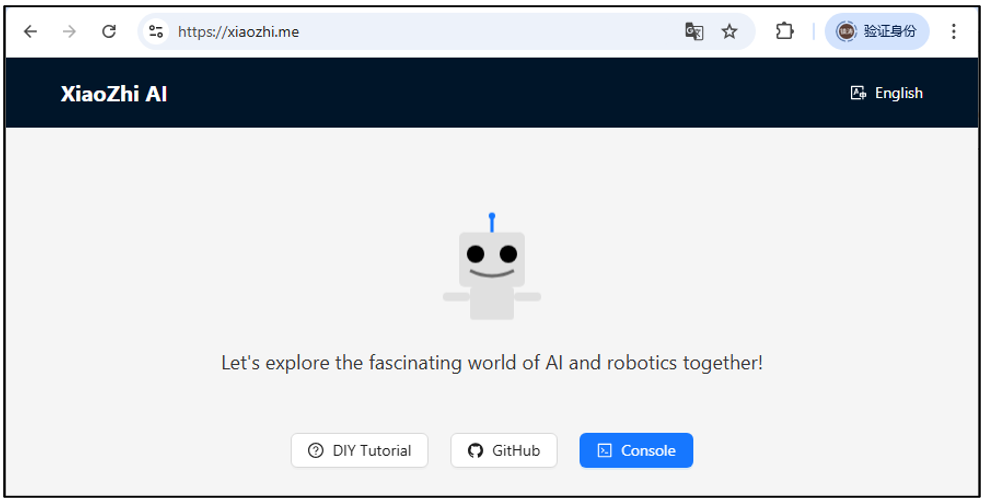 https://xiaozhi.me
验证身份
XiaoZhi AI
English
Let's explore the fascinating world of AI and robotics together!
DIY Tutorial
GitHub
Console